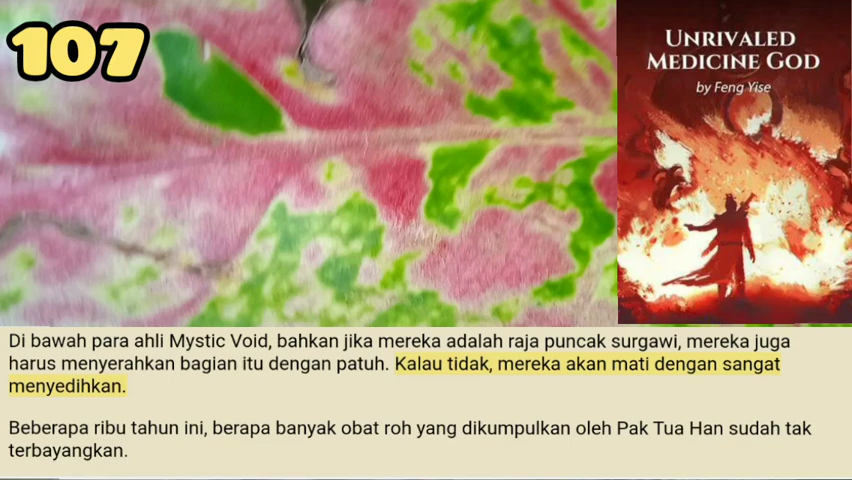 107
UNRIVALED
MEDICINE GOD
by Feng Yise
Di bawah para ahli Mystic Void, bahkan jika mereka adalah raja puncak surgawi, mereka juga
harus menyerahkan bagian itu dengan patuh. Kalau tidak, mereka akan mati dengan sangat
menyedihkan.
Beberapa ribu tahun ini, berapa banyak obat roh yang dikumpulkan oleh Pak Tua Han sudah tak
terbayangkan.